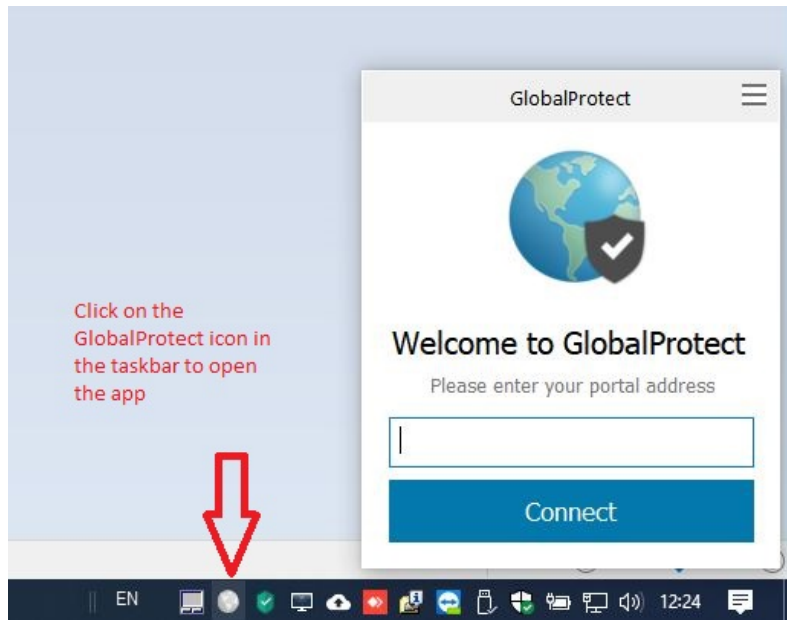 GlobalProtect
Click on the
GlobalProtect icon in
the taskbar to open
the app
Welcome to GlobalProtect
Please enter your portal address
Connect
EN
12:24